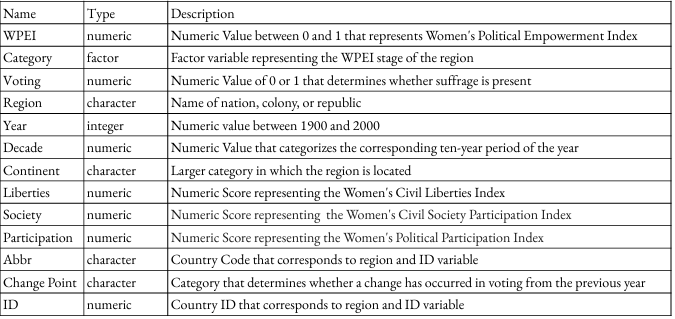 Name Type Description
WPEI numeric Numeric Value between 0 and 1 that represents Women's Political Empowerment Index
Category factor Factor variable representing the WPEI stage of the region
Voting numeric Numeric Value of 0 or 1 that determines whether suffrage is present
Region character Name of nation, colony, or republic
Year integer Numeric value between 1900 and 2000
Decade numeric Numeric Value that categorizes the corresponding ten-year period of the year
Continent character Larger category in which the region is located
Liberties numeric Numeric Score representing the Women's Civil Liberties Index
Society numeric Numeric Score representing the Women's Civil Society Participation Index
Participation numeric Numeric Score representing the Women's Political Participation Index
Abbr character Country Code that corresponds to region and ID variable
Change Point character Category that determines whether a change has occurred in voting from the previous year
ID numeric Country ID that corresponds to region and ID variable